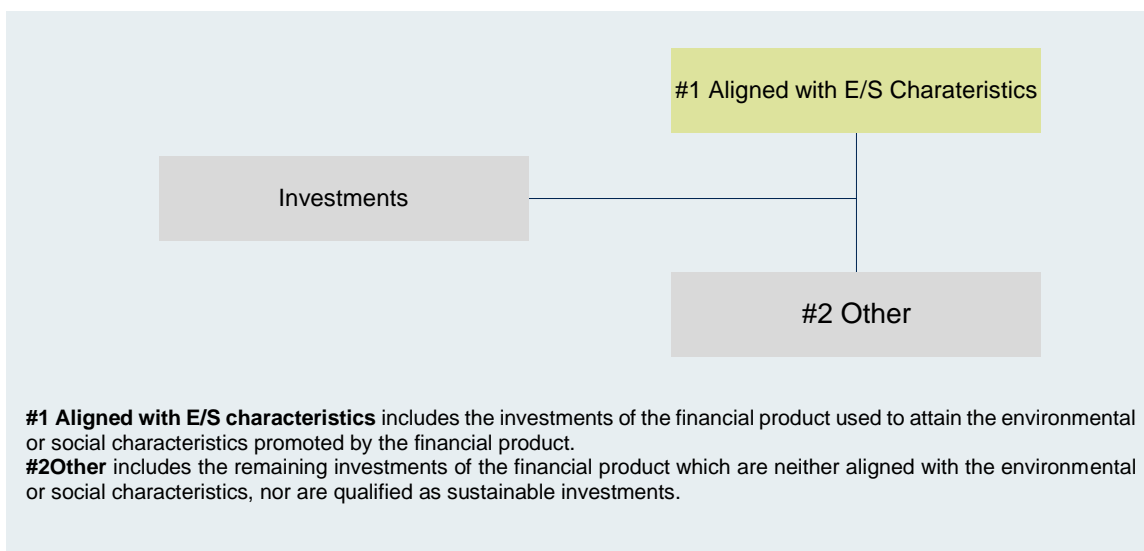 #1 Aligned with E/S Charateristics
Investments
#2 Other
#1 Aligned with E/S characteristics includes the investments of the financial product used to attain the environmental
or social characteristics promoted by the financial product.
#2Other includes the remaining investments of the financial product which are neither aligned with the environmental
or social characteristics, nor are qualified as sustainable investments.